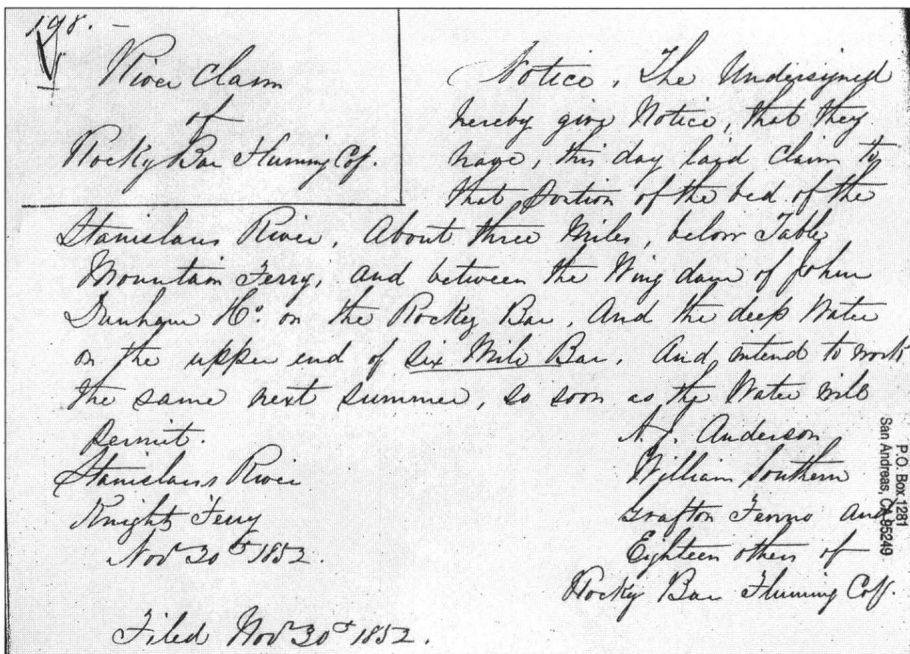 198.-
River Claim
of
Rocky Bar Fluming Coy.
Notice, The Undersigned
hereby give Notice, that they
have, this day laid claim to
that Portion of the bed of the
Stanislaus River, About three Miles, below Table
Mountain Ferry, and between the Wing dam of John
Dunham & Co. on the Rocky Bar, And the deep Water
on the upper end of Six Mile Bar, And intend to work
the same next summer, so soon as the Water will
permit.
Stanislaus River
Knights Ferry
Nov 30th 1852.
A. J. Anderson
William Southern
Grafton Fenno and
Eighteen others of
Rocky Bar Fluming Coy.
Filed Nov 30th 1852.
P.O. Box 1281
San Andreas, CA 95249